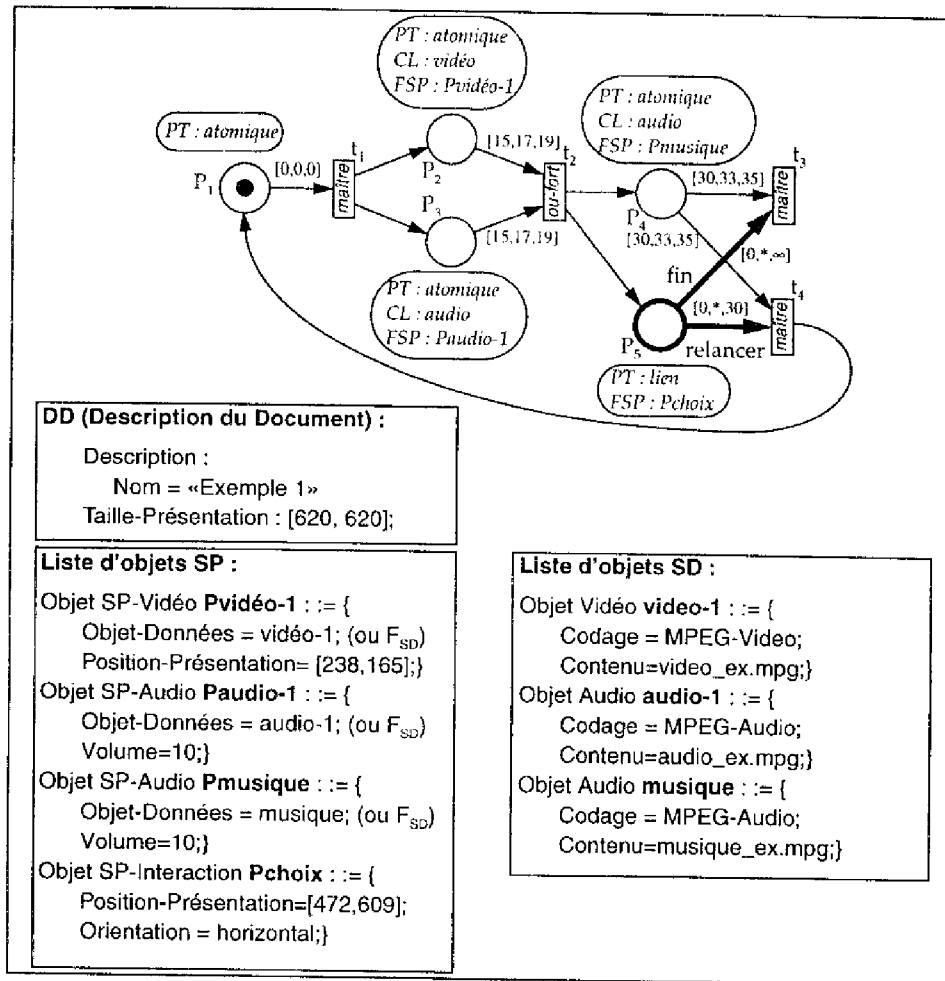 PT : atomique
CL : vidéo
FSP : Pvidéo-1
PT : atomique
CL : audio
FSP : Pmusique
PT : atomique
[0,0,0]
t1
maître
P1
P2
[15,17,19]
t2
ou-fort
P3
[15,17,19]
P4
[30,33,35]
t3
maître
[30,33,35]
[0,*,∞]
fin
PT : atomique
CL : audio
FSP : Paudio-1
[0,*,30]
t4
maître
P5
relancer
PT : lien
FSP : Pchoix
DD (Description du Document) :
Description :
Nom = «Exemple 1»
Taille-Présentation : [620, 620];
Liste d'objets SP :
Objet SP-Vidéo Pvidéo-1 : := {
Objet-Données = vidéo-1; (ou FSD)
Position-Présentation= [238,165];}
Objet SP-Audio Paudio-1 : := {
Objet-Données = audio-1; (ou FSD)
Volume=10;}
Objet SP-Audio Pmusique : := {
Objet-Données = musique; (ou FSD)
Volume=10;}
Objet SP-Interaction Pchoix : := {
Position-Présentation=[472,609];
Orientation = horizontal;}
Liste d'objets SD :
Objet Vidéo video-1 : := {
Codage = MPEG-Video;
Contenu=video_ex.mpg;}
Objet Audio audio-1 : := {
Codage = MPEG-Audio;
Contenu=audio_ex.mpg;}
Objet Audio musique : := {
Codage = MPEG-Audio;
Contenu=musique_ex.mpg;}